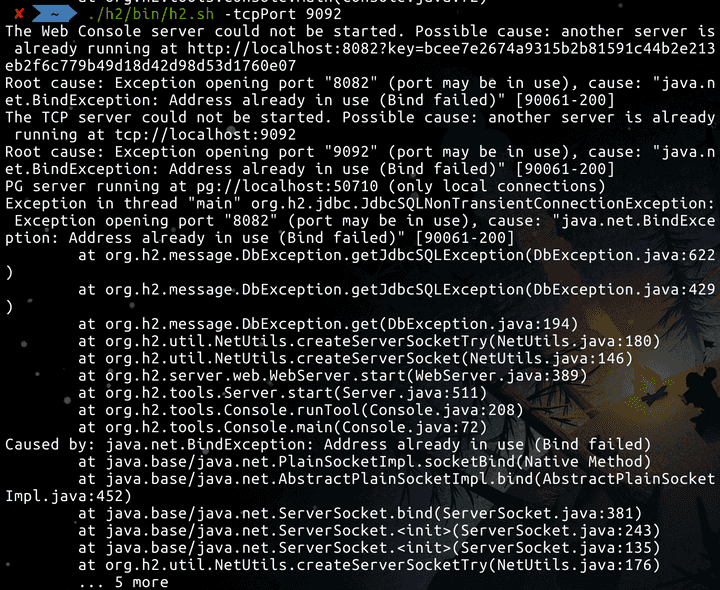 net.tools.Console.main(Console.java:72)
✘ ~ ./h2/bin/h2.sh -tcpPort 9092
The Web Console server could not be started. Possible cause: another server is
 already running at http://localhost:8082?key=bcee7e2674a9315b2b81591c44b2e213
eb2f6c779b49d18d42d98d53d1760e07
Root cause: Exception opening port "8082" (port may be in use), cause: "java.n
et.BindException: Address already in use (Bind failed)" [90061-200]
The TCP server could not be started. Possible cause: another server is already
 running at tcp://localhost:9092
Root cause: Exception opening port "9092" (port may be in use), cause: "java.n
et.BindException: Address already in use (Bind failed)" [90061-200]
PG server running at pg://localhost:50710 (only local connections)
Exception in thread "main" org.h2.jdbc.JdbcSQLNonTransientConnectionException:
 Exception opening port "8082" (port may be in use), cause: "java.net.BindExce
ption: Address already in use (Bind failed)" [90061-200]
        at org.h2.message.DbException.getJdbcSQLException(DbException.java:622
)
        at org.h2.message.DbException.getJdbcSQLException(DbException.java:429
)
        at org.h2.message.DbException.get(DbException.java:194)
        at org.h2.util.NetUtils.createServerSocketTry(NetUtils.java:180)
        at org.h2.util.NetUtils.createServerSocket(NetUtils.java:146)
        at org.h2.server.web.WebServer.start(WebServer.java:389)
        at org.h2.tools.Server.start(Server.java:511)
        at org.h2.tools.Console.runTool(Console.java:208)
        at org.h2.tools.Console.main(Console.java:72)
Caused by: java.net.BindException: Address already in use (Bind failed)
        at java.base/java.net.PlainSocketImpl.socketBind(Native Method)
        at java.base/java.net.AbstractPlainSocketImpl.bind(AbstractPlainSocket
Impl.java:452)
        at java.base/java.net.ServerSocket.bind(ServerSocket.java:381)
        at java.base/java.net.ServerSocket.<init>(ServerSocket.java:243)
        at java.base/java.net.ServerSocket.<init>(ServerSocket.java:135)
        at org.h2.util.NetUtils.createServerSocketTry(NetUtils.java:176)
        ... 5 more